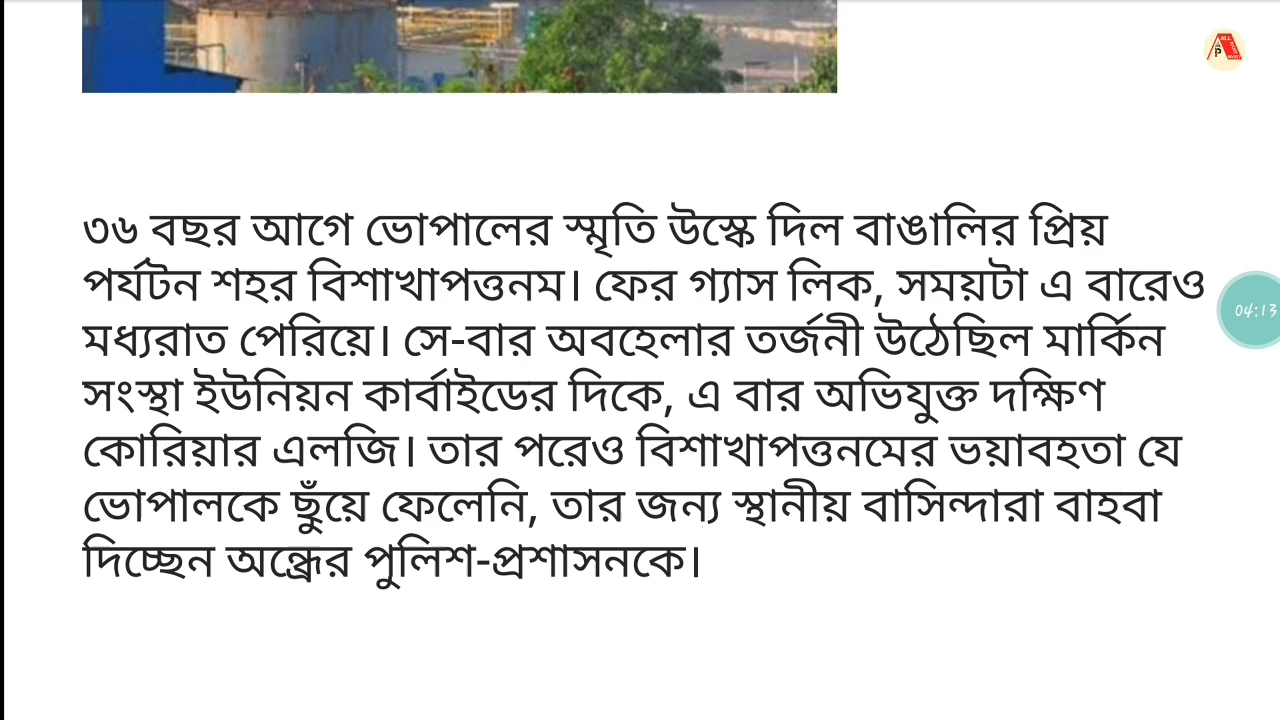 ৩৬ বছর আগে ভোপালের স্মৃতি উস্কে দিল বাঙালির প্রিয়
পর্যটন শহর বিশাখাপত্তনম। ফের গ্যাস লিক, সময়টা এ বারেও
04:13
মধ্যরাত পেরিয়ে। সে-বার অবহেলার তর্জনী উঠেছিল মার্কিন
সংস্থা ইউনিয়ন কার্বাইডের দিকে, এ বার অভিযুক্ত দক্ষিণ
কোরিয়ার এলজি। তার পরেও বিশাখাপত্তনমের ভয়াবহতা যে
ভোপালকে ছুঁয়ে ফেলেনি, তার জন্য স্থানীয় বাসিন্দারা বাহবা
দিচ্ছেন অন্ধ্রের পুলিশ-প্রশাসনকে।